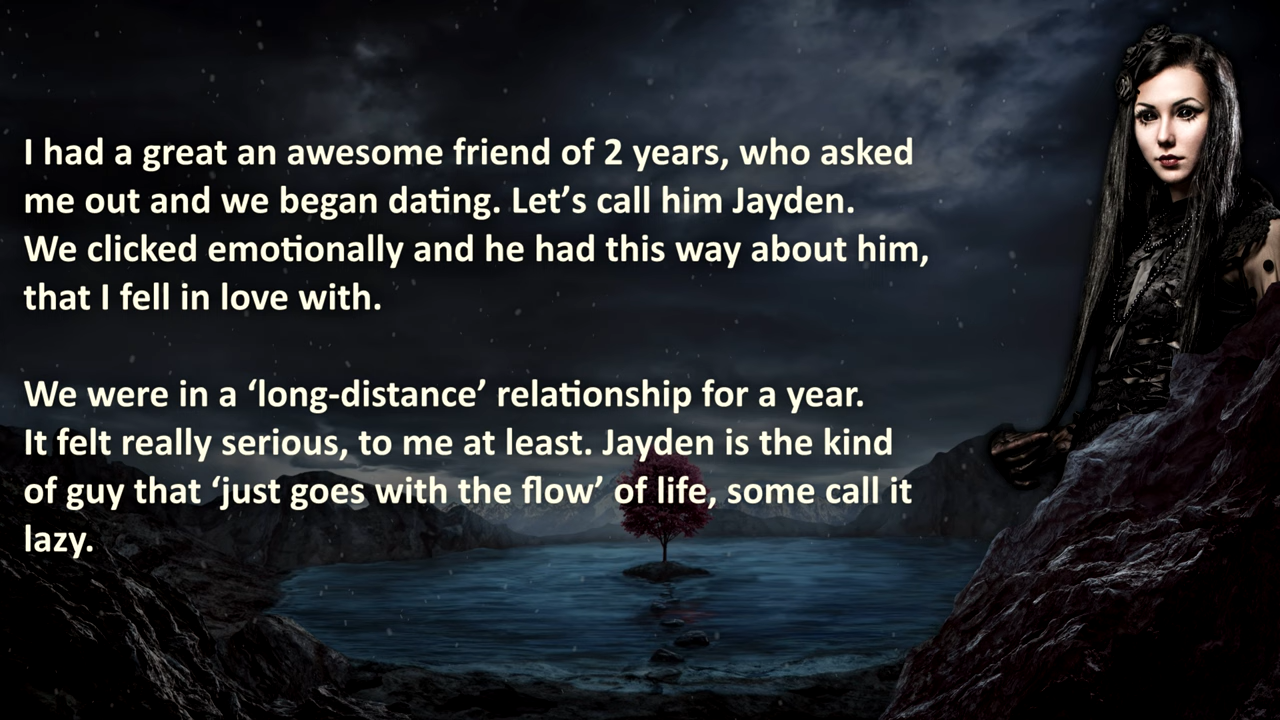 I had a great an awesome friend of 2 years, who asked
me out and we began dating. Let’s call him Jayden.
We clicked emotionally and he had this way about him,
that I fell in love with.
We were in a ‘long-distance’ relationship for a year.
It felt really serious, to me at least. Jayden is the kind
of guy that ‘just goes with the flow’ of life, some call it
lazy.